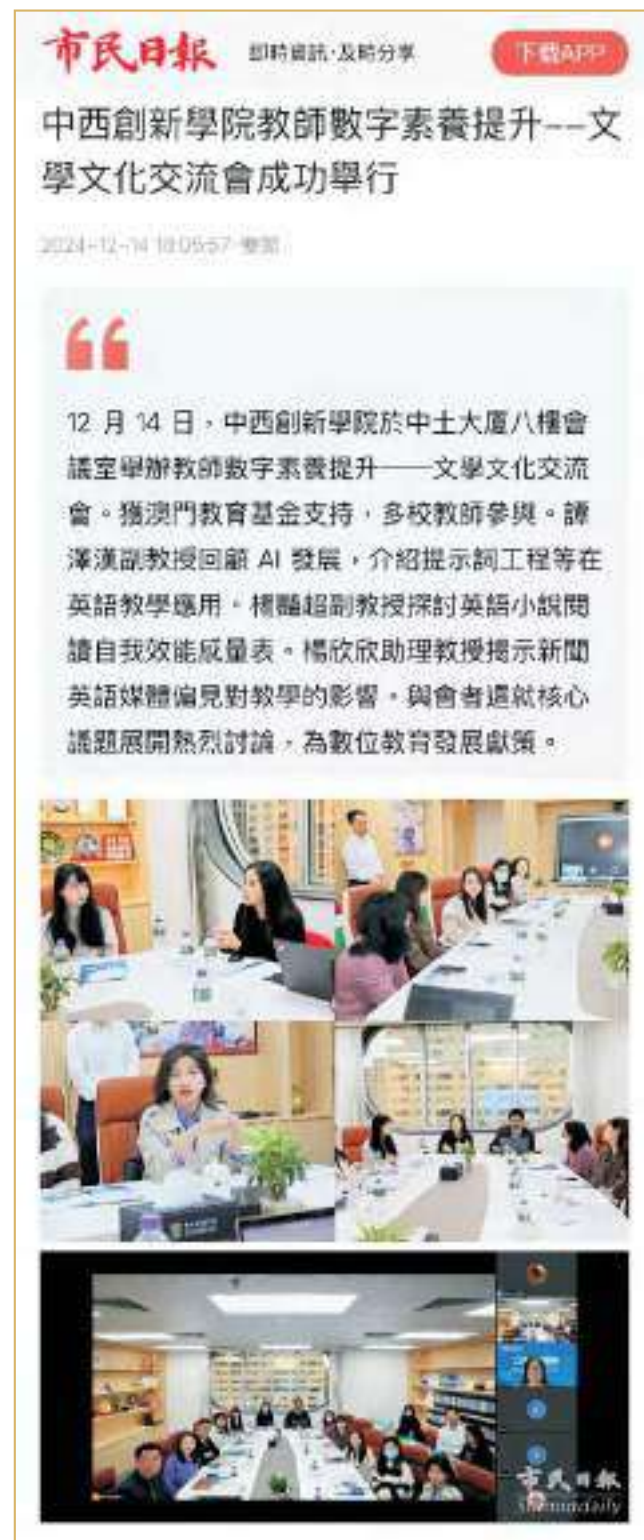 市民日报
即時資訊·及時分享
下载APP
中西創新學院教師數字素養提升——文
學文化交流會成功舉行
12 月 14 日，中西創新學院於中土大廈八樓會
議室舉辦教師數字素養提升——文學文化交流
會。獲澳門教育基金支持，多校教師參與。譚
澤漢副教授回顧 AI 發展，介紹提示詞工程等在
英語教學應用。楊豔超副教授探討英語小說閱
讀自我效能感量表。楊欣欣助理教授揭示新聞
英語媒體偏見對教學的影響。與會者還就核心
議題展開熱烈討論，為數位教育發展獻策。
市民日报